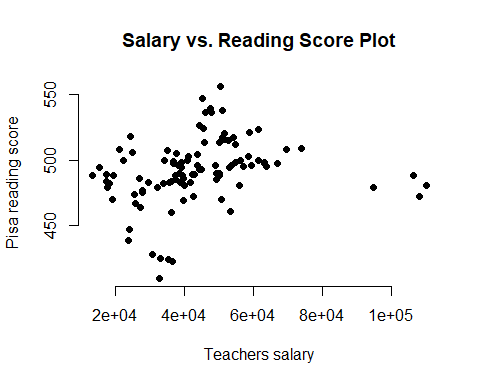 Salary vs. Reading Score Plot
Pisa reading score
550
500
450
2e+04 4e+04 6e+04 8e+04 1e+05
Teachers salary